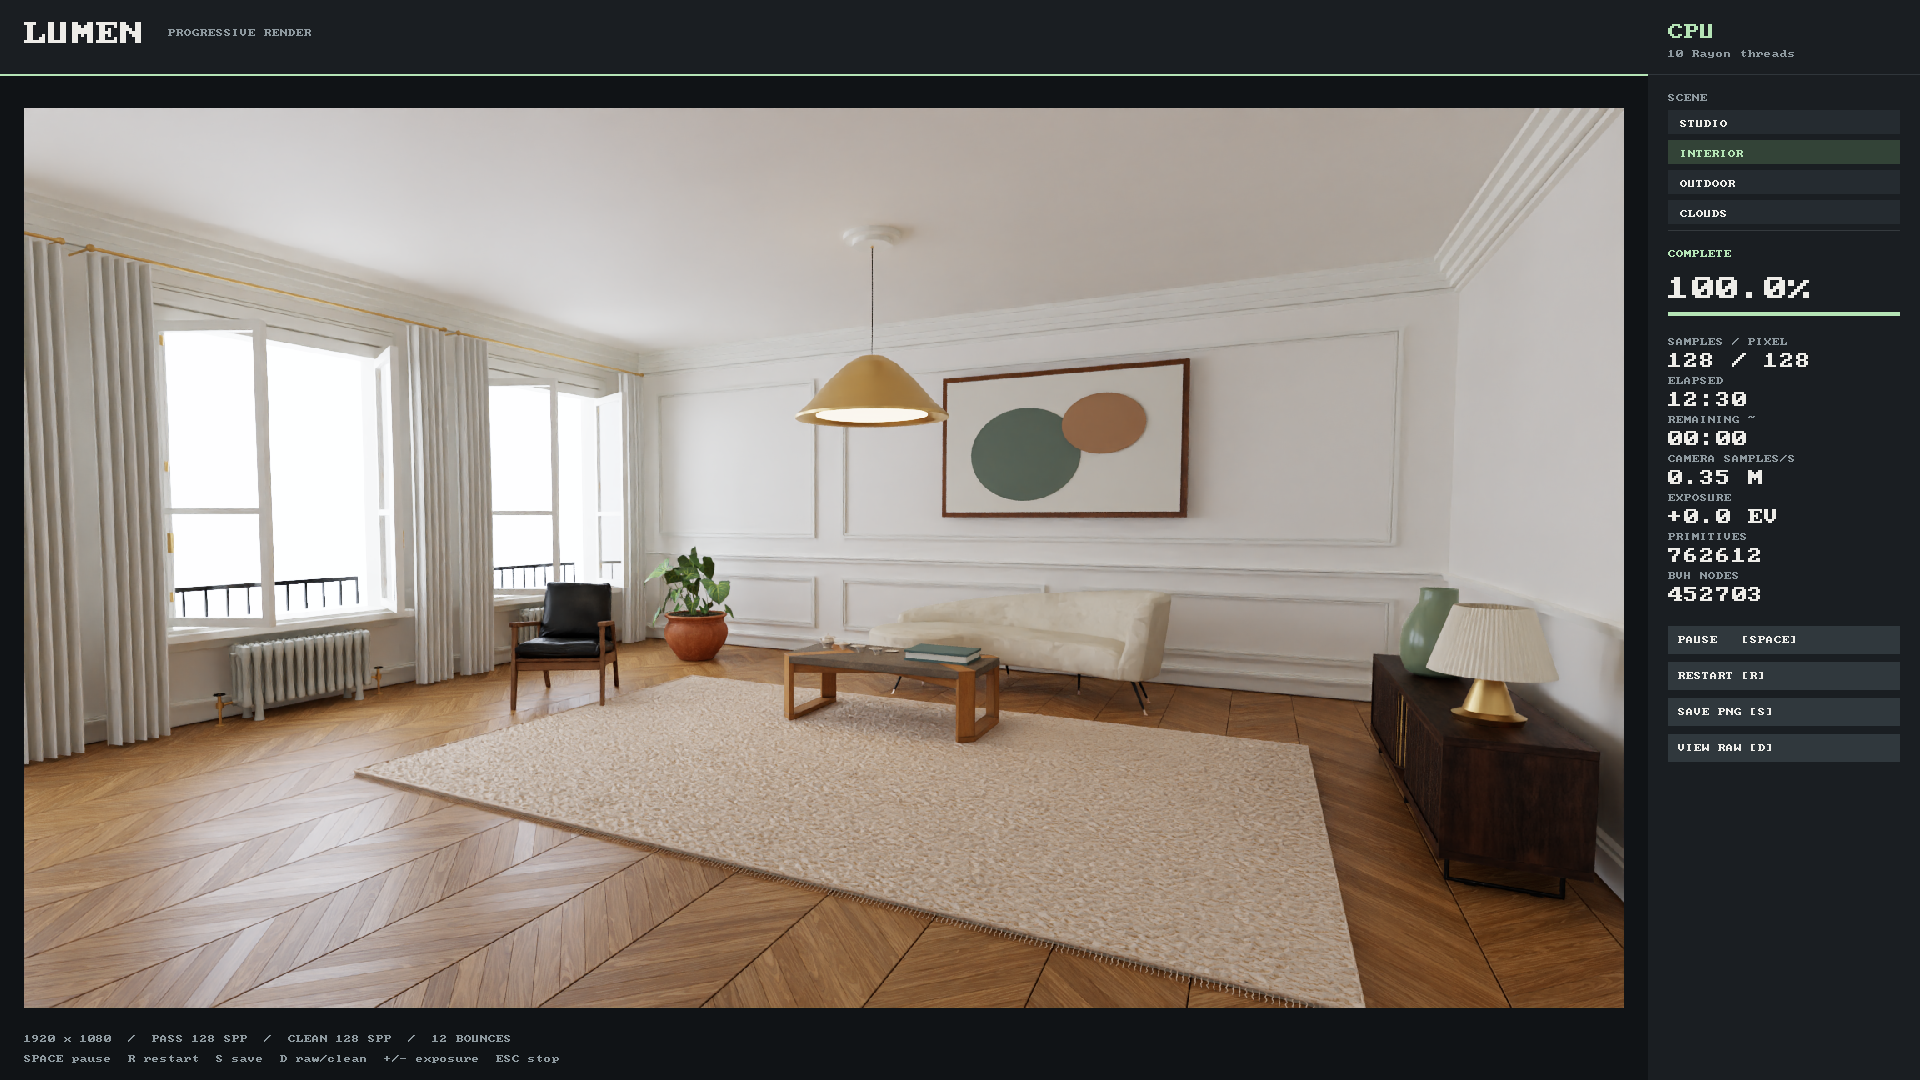 LUMEN PROGRESSIVE RENDER
CPU
10 Rayon threads
SCENE
STUDIO
INTERIOR
OUTDOOR
CLOUDS
COMPLETE
100.0%
SAMPLES / PIXEL
128 / 128
ELAPSED
12:30
REMAINING ~
00:00
CAMERA SAMPLES/S
0.35 M
EXPOSURE
+0.0 EV
PRIMITIVES
762612
BVH NODES
452703
PAUSE [SPACE]
RESTART [R]
SAVE PNG [S]
VIEW RAW [D]
1920 x 1080 / PASS 128 SPP / CLEAN 128 SPP / 12 BOUNCES
SPACE pause R restart S save D raw/clean +/- exposure ESC stop